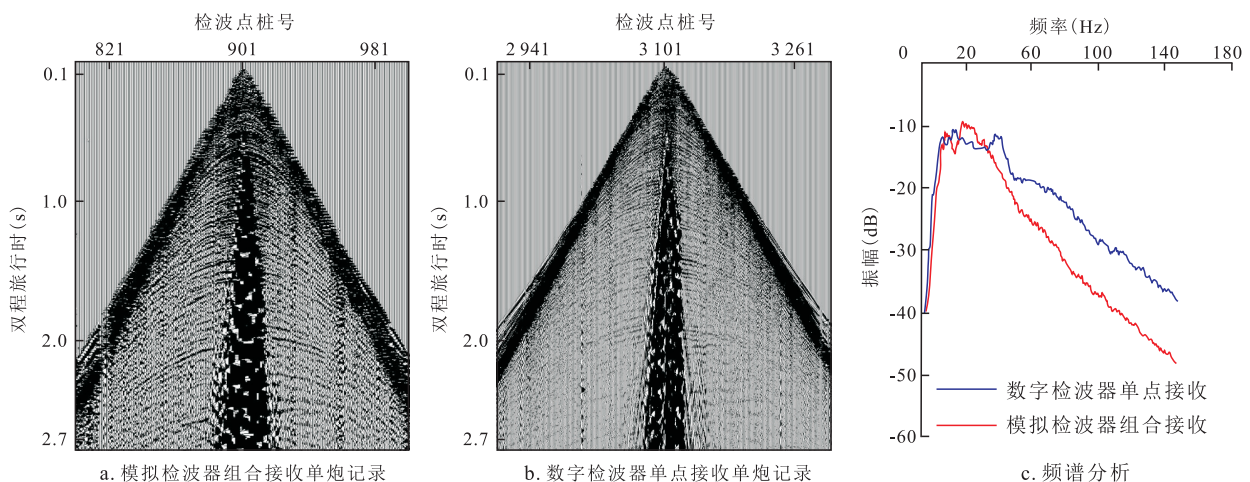 检波点桩号
821 901 981
0.1
1.0
2.0
2.7
双程旅行时(s)
a. 模拟检波器组合接收单炮记录
检波点桩号
2 941 3 101 3 261
0.1
1.0
2.0
2.7
双程旅行时(s)
b. 数字检波器单点接收单炮记录
频率(Hz)
0 20 60 100 140 180
-10
-20
-30
-40
-50
-60
振幅(dB)
数字检波器单点接收
模拟检波器组合接收
c. 频谱分析